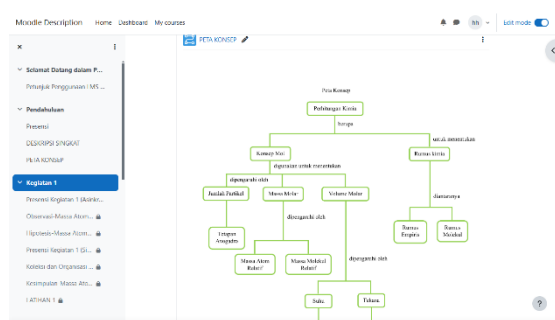 Moodle Description Home Dashboard My courses
hh
Edit mode
Selamat Datang dalam P...
Petunjuk Penggunaan LMS ...
Pendahuluan
Presensi
DESKRIPSI SINGKAT
PETA KONSEP
Kegiatan 1
Presensi Kegiatan 1 (Asinkr...
Observasi-Massa Atom...
Hipotesis-Massa Atom...
Presensi Kegiatan 1 (Si...
Koleksi dan Organisasi ...
Kesimpulan-Massa Ato...
LATIHAN 1
PETA KONSEP
Peta Konsep
Perhitungan Kimia
berupa
untuk menentukan
Konsep Mol
Rumus kimia
digunakan untuk menentukan
dipengaruhi oleh
diantaranya
Jumlah Partikel
Massa Molar
Volume Molar
dipengaruhi oleh
Tetapan
Avogadro
Rumus
Empiris
Rumus
Molekul
Massa Atom
Relatif
Massa Molekul
Relatif
dipengaruhi oleh
Suhu
Tekana
?